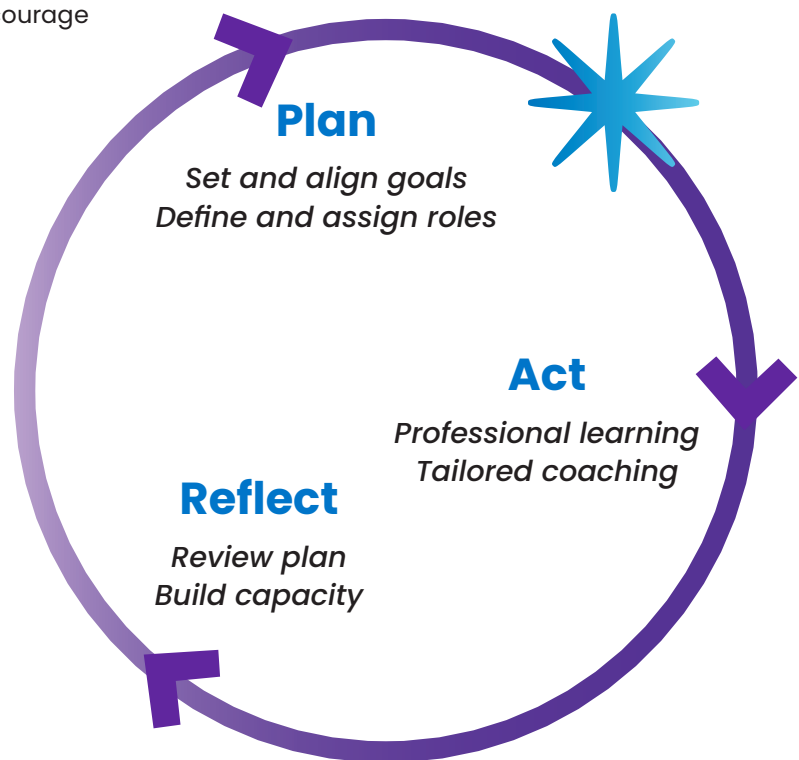 ourage
Plan
Set and align goals
Define and assign roles
Act
Professional learning
Tailored coaching
Reflect
Review plan
Build capacity